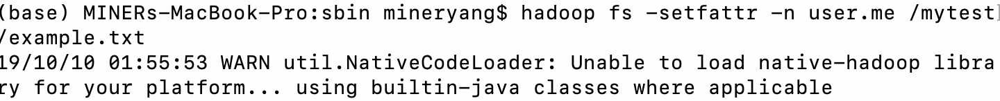 (base) MINERs-MacBook-Pro:sbin mineryang$ hadoop fs -setfattr -n user.me /mytest]
/example.txt
19/10/10 01:55:53 WARN util.NativeCodeLoader: Unable to load native-hadoop libra
ry for your platform... using builtin-java classes where applicable